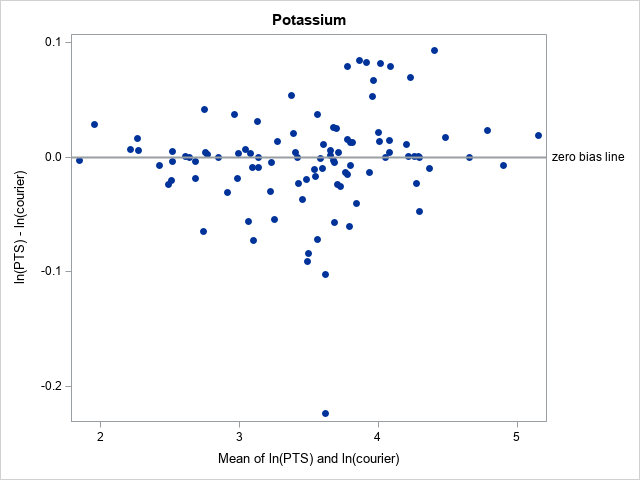 Potassium
0.1
0.0
-0.1
-0.2
zero bias line
ln(PTS) - ln(courier)
2 3 4 5
Mean of ln(PTS) and ln(courier)